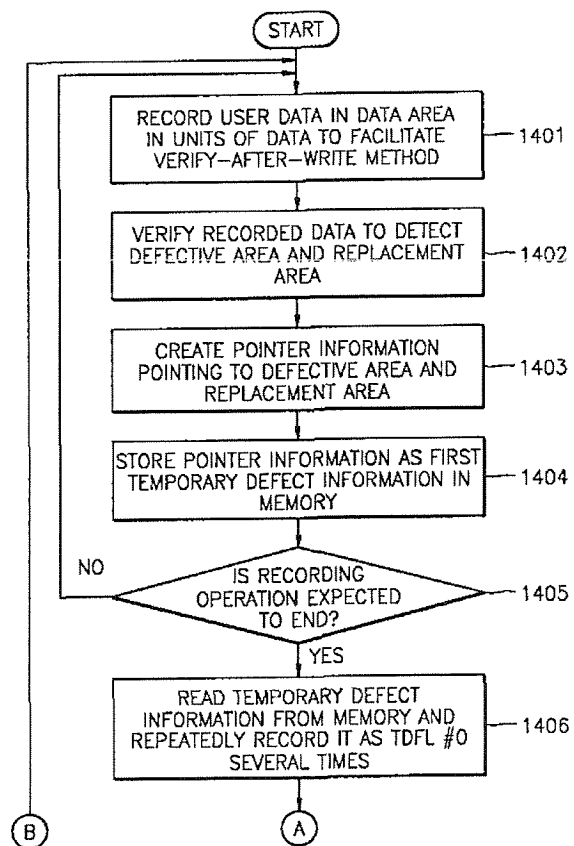 START
RECORD USER DATA IN DATA AREA
IN UNITS OF DATA TO FACILITATE
VERIFY-AFTER-WRITE METHOD
1401
VERIFY RECORDED DATA TO DETECT
DEFECTIVE AREA AND REPLACEMENT
AREA
1402
CREATE POINTER INFORMATION
POINTING TO DEFECTIVE AREA AND
REPLACEMENT AREA
1403
STORE POINTER INFORMATION AS FIRST
TEMPORARY DEFECT INFORMATION IN
MEMORY
1404
NO
IS RECORDING
OPERATION EXPECTED
TO END?
1405
YES
READ TEMPORARY DEFECT
INFORMATION FROM MEMORY AND
REPEATEDLY RECORD IT AS TDFL #0
SEVERAL TIMES
1406
B
A